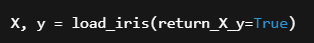 X, y = load_iris(return_X_y=True)